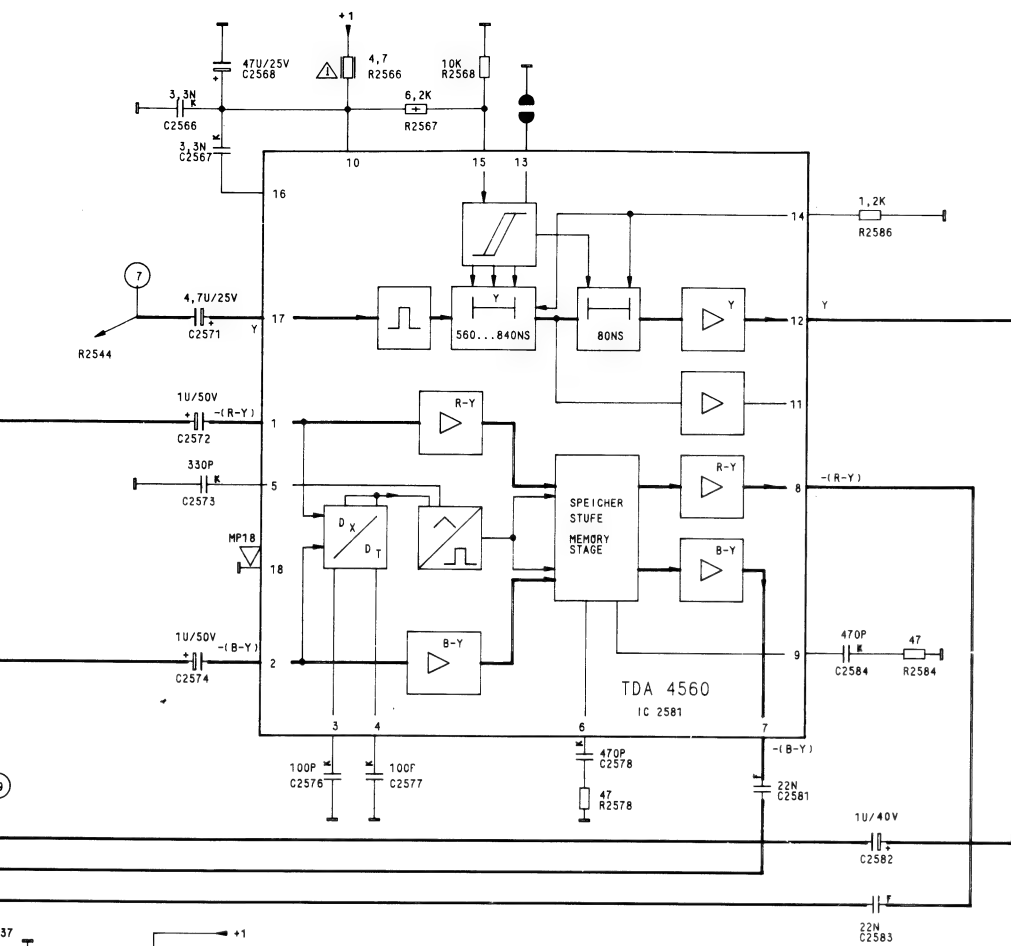 +1
47U/25V
C2568
4,7
R2566
10K
R2568
3,3N
K
C2566
6,2K
R2567
K
3,3N
C2567
10
15
13
16
14
1,2K
R2586
7
4,7U/25V
+
C2571
Y
17
R2544
Y
560...840NS
80NS
Y
12
Y
11
1U/50V
+
-(R-Y)
C2572
1
R-Y
330P
K
C2573
5
R-Y
8
-(R-Y)
SPEICHER
STUFE
MEMORY
STAGE
D X
D T
MP18
18
B-Y
1U/50V
+
-(B-Y)
C2574
2
B-Y
9
470P
K
C2584
47
R2584
TDA 4560
IC 2581
3
4
6
7
-(B-Y)
100P
C2576
K
100F
C2577
K
470P
C2578
K
47
R2578
F
22N
C2581
1U/40V
+
C2582
F
22N
C2583
37
+1